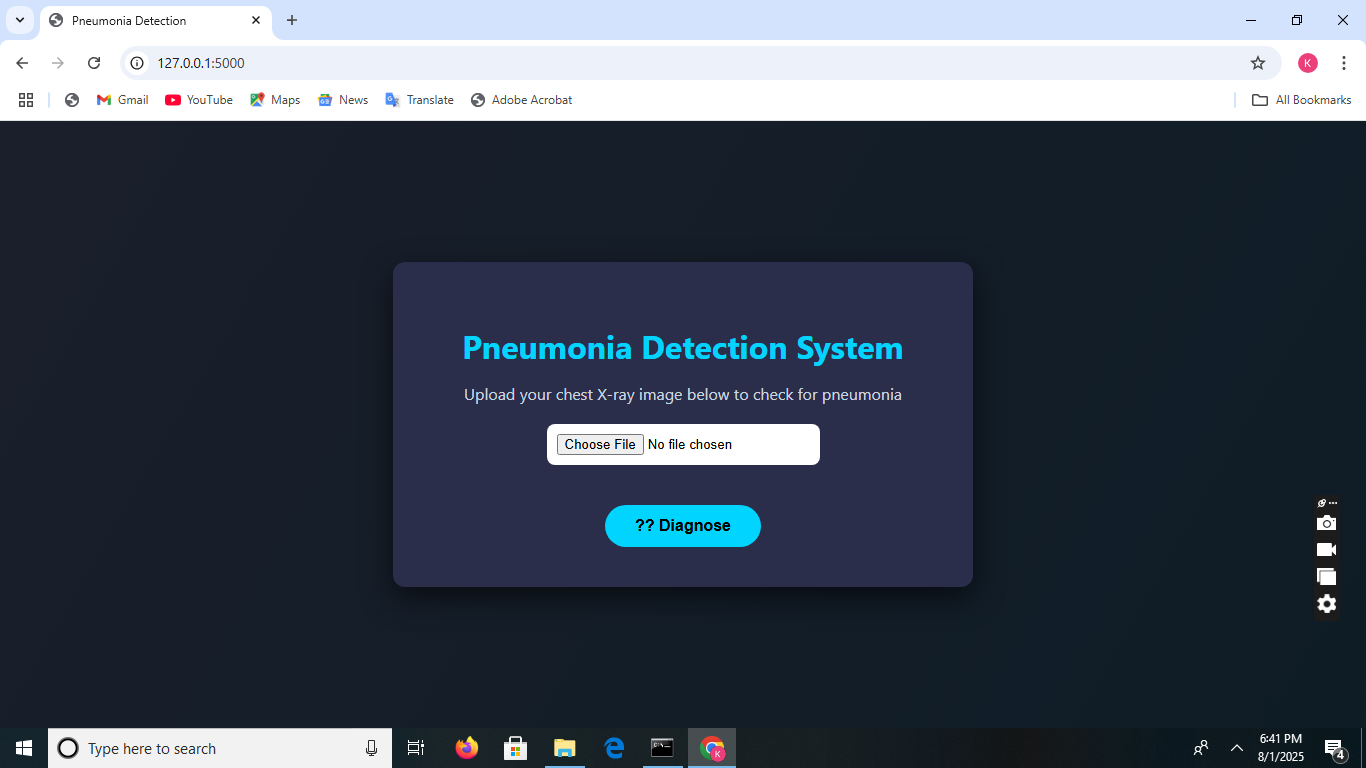 Pneumonia Detection
127.0.0.1:5000
Gmail YouTube Maps News Translate Adobe Acrobat All Bookmarks
Pneumonia Detection System
Upload your chest X-ray image below to check for pneumonia
Choose File No file chosen
?? Diagnose
Type here to search
6:41 PM
8/1/2025
K
K
4